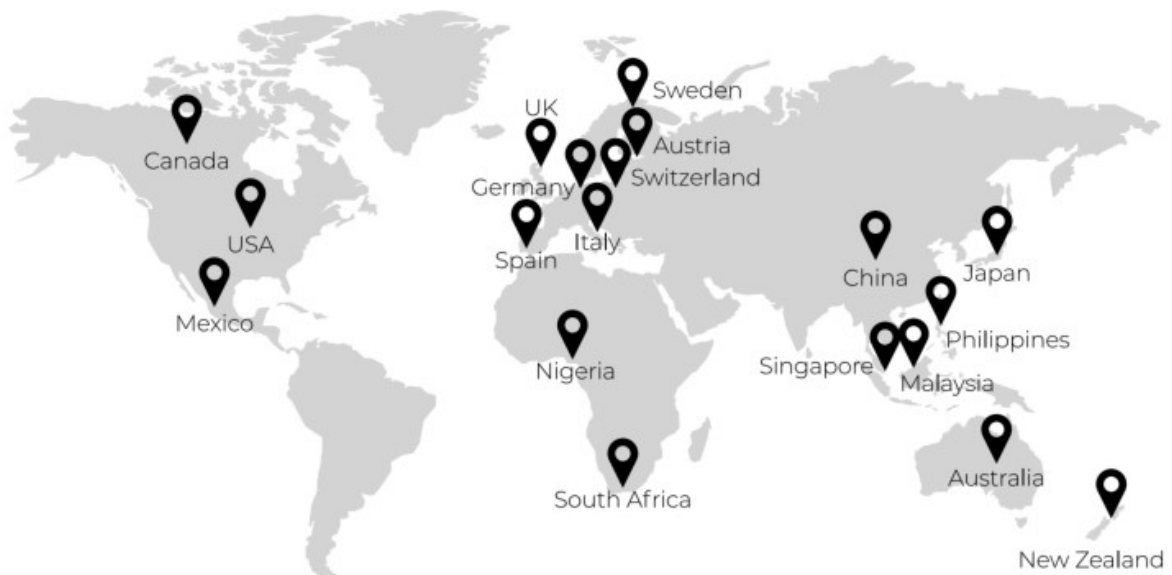 Sweden
UK
Austria
Canada
Switzerland
Germany
USA
Italy
Spain
China
Japan
Mexico
Philippines
Singapore
Nigeria
Malaysia
Australia
South Africa
New Zealand